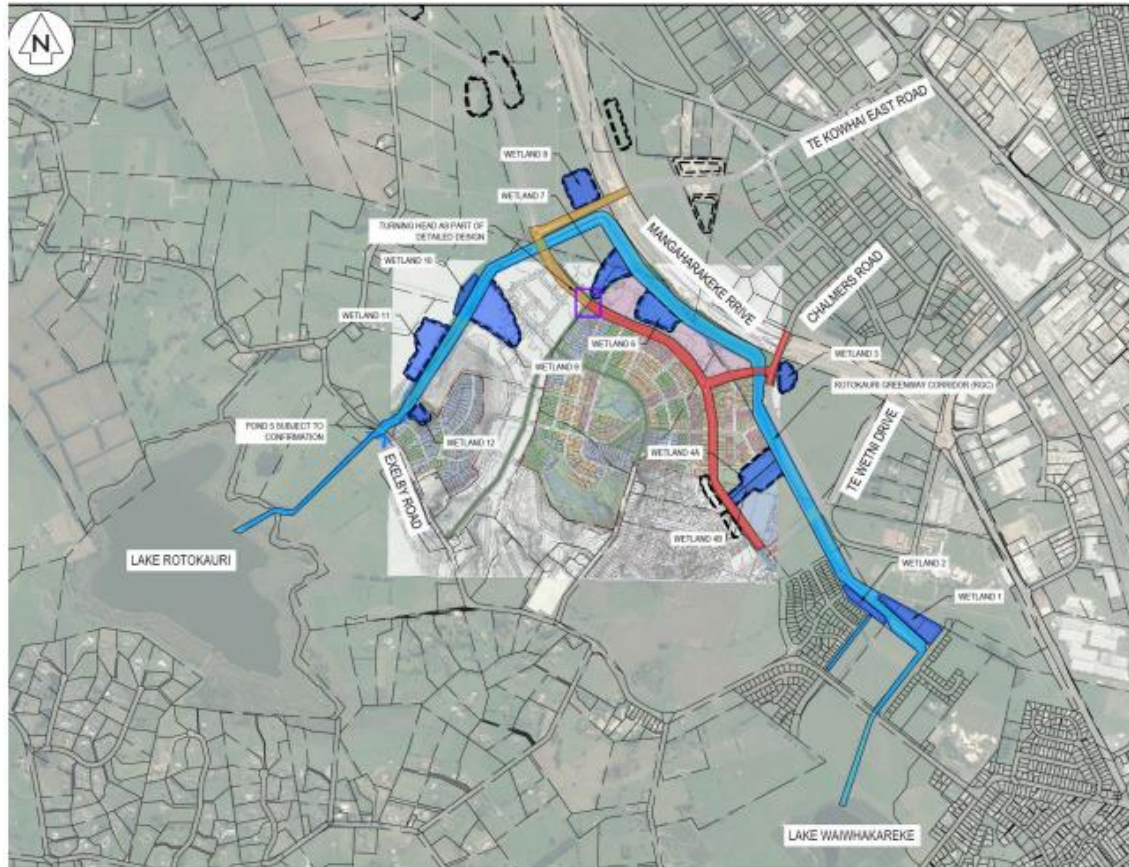 N
TE KOWHAI EAST ROAD
WETLAND 8
WETLAND 7
TURNING HEAD AS PART OF
DETAILED DESIGN
MANGAHARAKEKE RRIVE
WETLAND 10
CHALMERS ROAD
WETLAND 11
WETLAND 6
WETLAND 3
WETLAND 9
ROTOKAURI GREENWAY CORRIDOR (RGC)
POND 5 SUBJECT TO
CONFIRMATION
WETLAND 12
WETLAND 4A
TE WETNI DRIVE
EXELBY ROAD
WETLAND 4B
LAKE ROTOKAURI
WETLAND 2
WETLAND 1
LAKE WAIWHAKAREKE